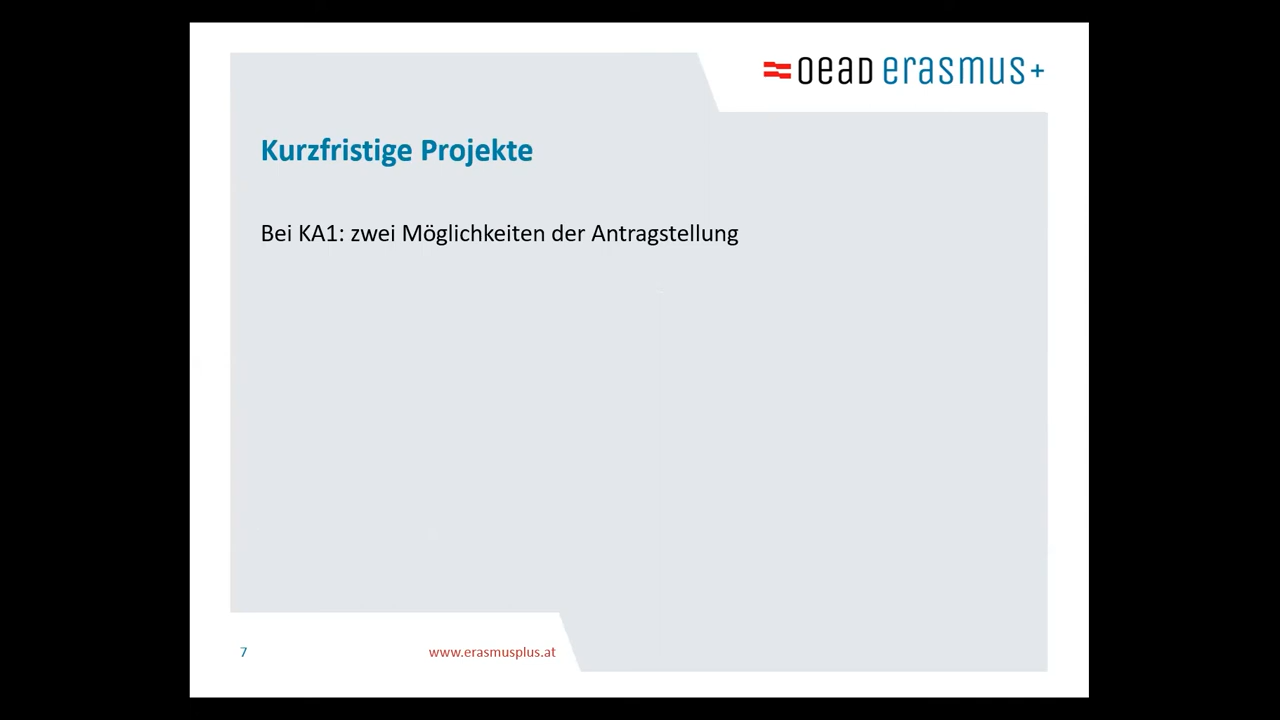 oead erasmus+
Kurzfristige Projekte
Bei KA1: zwei Möglichkeiten der Antragstellung
7
www.erasmusplus.at